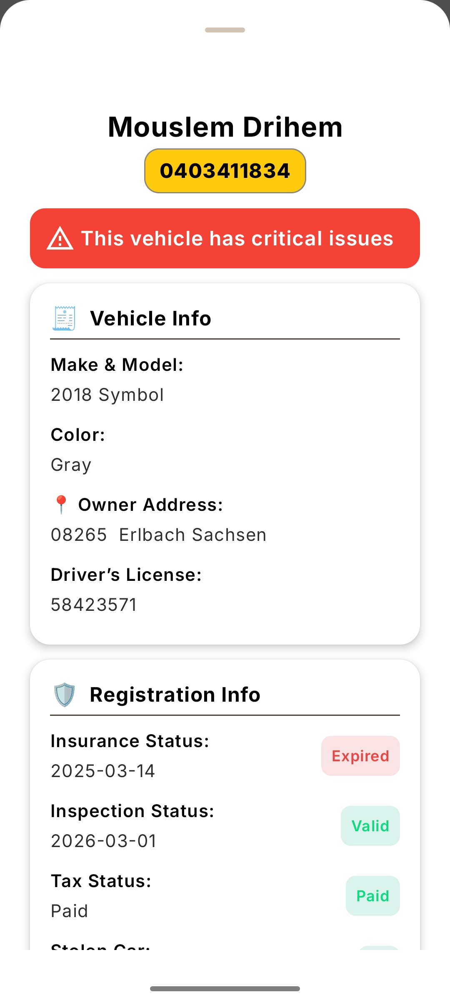 Mouslem Drihem
0403411834
This vehicle has critical issues
Vehicle Info
Make & Model:
2018 Symbol
Color:
Gray
Owner Address:
08265  Erlbach Sachsen
Driver’s License:
58423571
Registration Info
Insurance Status:
Expired
2025-03-14
Inspection Status:
Valid
2026-03-01
Tax Status:
Paid
Paid
Stolen Car: